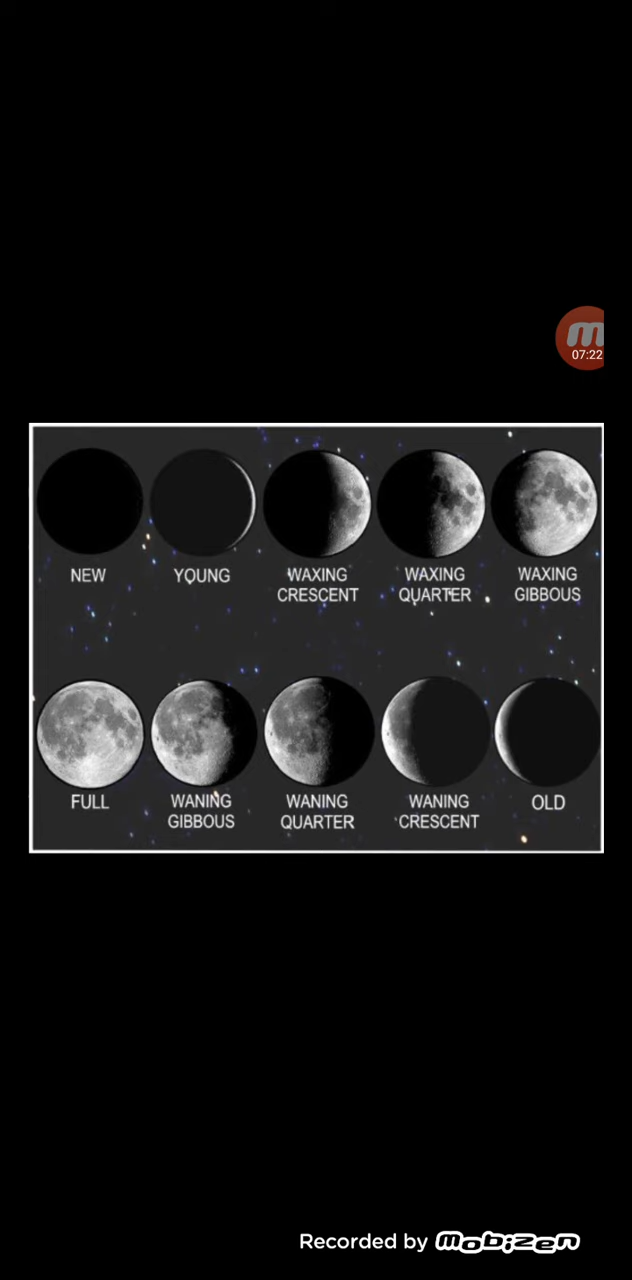 07:22
NEW
YOUNG
WAXING
CRESCENT
WAXING
QUARTER
WAXING
GIBBOUS
FULL
WANING
GIBBOUS
WANING
QUARTER
WANING
CRESCENT
OLD
Recorded by mobizen